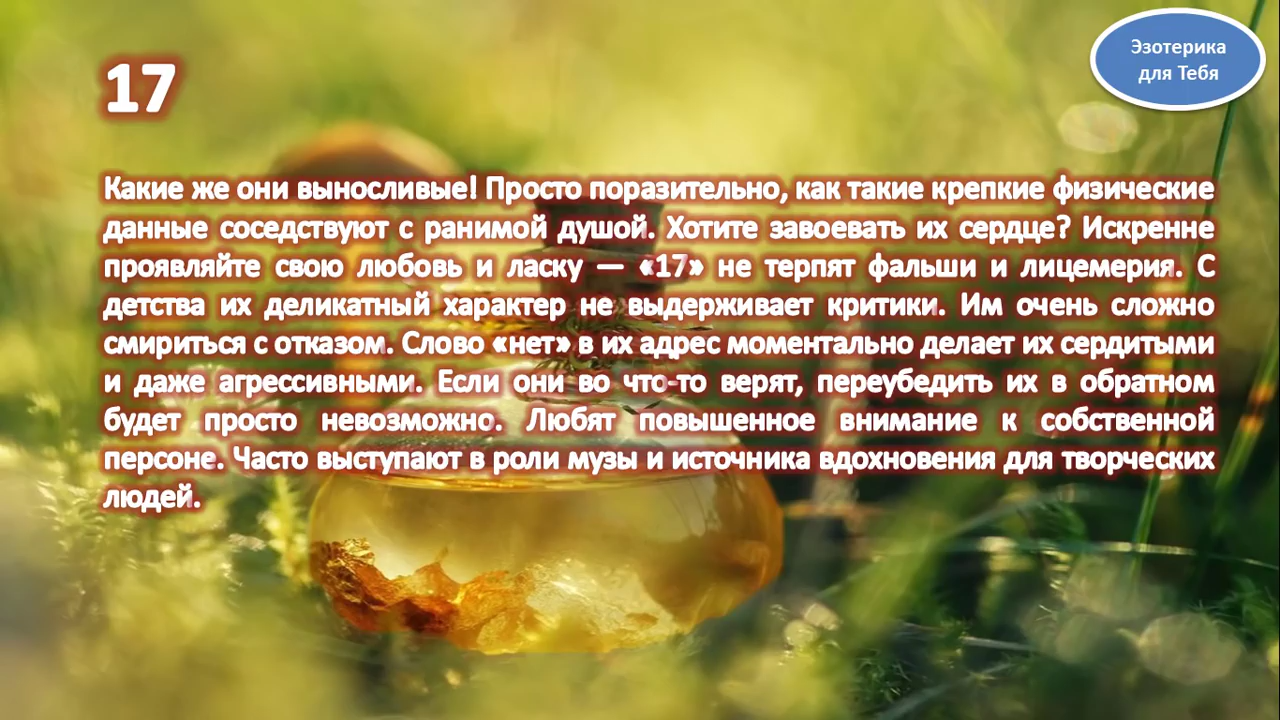 Эзотерика
для Тебя
17
Какие же они выносливые! Просто поразительно, как такие крепкие физические
данные соседствуют с ранимой душой. Хотите завоевать их сердце? Искренне
проявляйте свою любовь и ласку — «17» не терпят фальши и лицемерия. С
детства их деликатный характер не выдерживает критики. Им очень сложно
смириться с отказом. Слово «нет» в их адрес моментально делает их сердитыми
и даже агрессивными. Если они во что-то верят, переубедить их в обратном
будет просто невозможно. Любят повышенное внимание к собственной
персоне. Часто выступают в роли музы и источника вдохновения для творческих
людей.